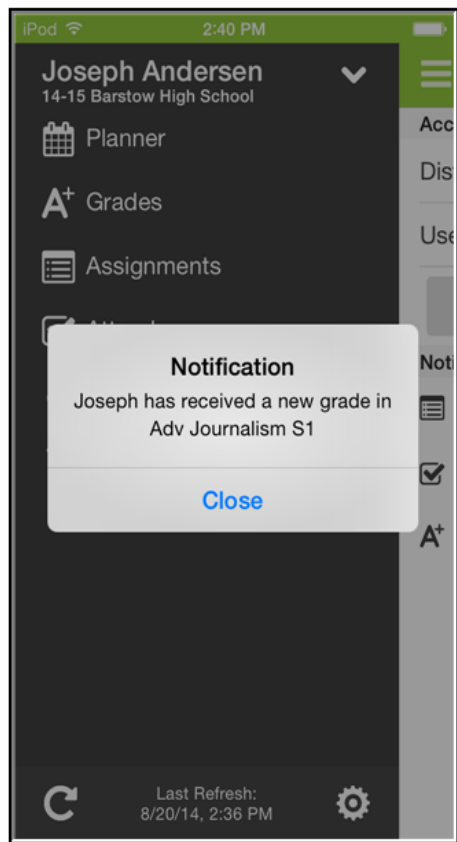 iPod 2:40 PM
Joseph Andersen
14-15 Barstow High School
Planner
A+ Grades
Assignments
Notification
Joseph has received a new grade in
Adv Journalism S1
Close
Last Refresh:
8/20/14, 2:36 PM
Acc
Dis
Use
Noti
A+